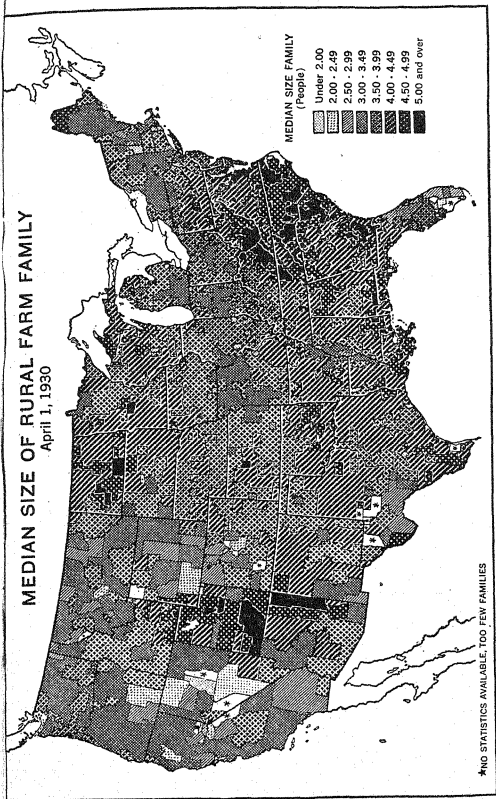 MEDIAN SIZE OF RURAL FARM FAMILY
April 1, 1930
MEDIAN SIZE FAMILY
(People)
Under 2.00
2.00 - 2.49
2.50 - 2.99
3.00 - 3.49
3.50 - 3.99
4.00 - 4.49
4.50 - 4.99
5.00 and over
*NO STATISTICS AVAILABLE, TOO FEW FAMILIES